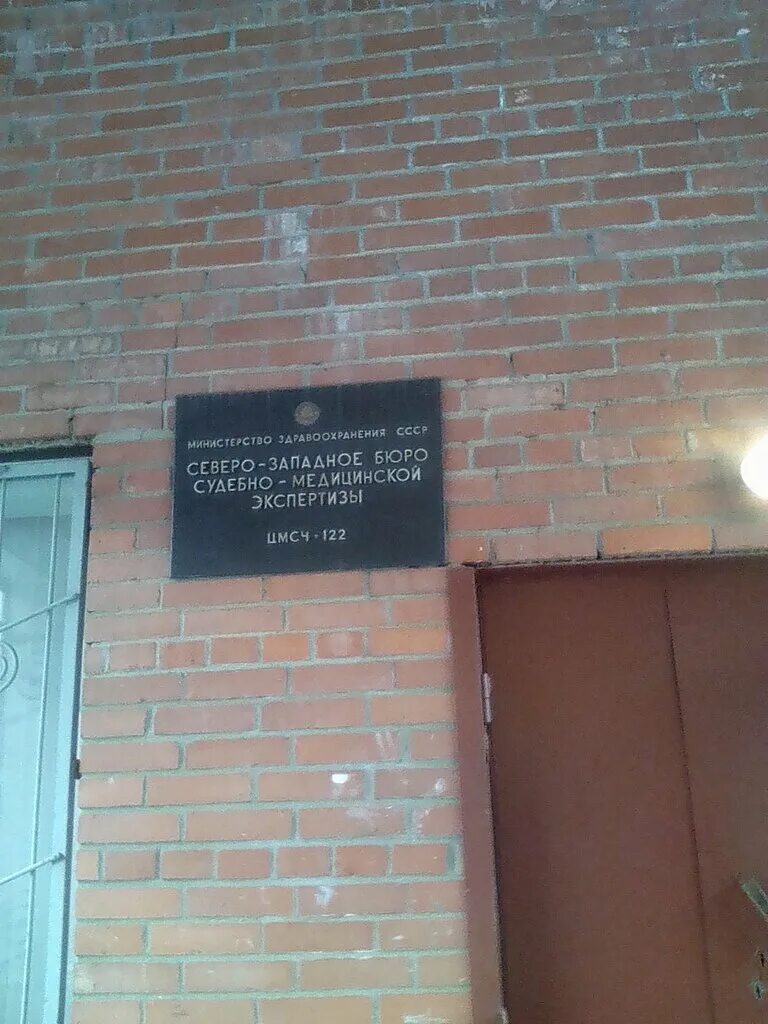 МИНИСТЕРСТВО ЗДРАВООХРАНЕНИЯ СССР
СЕВЕРО-ЗАПАДНОЕ БЮРО
СУДЕБНО - МЕДИЦИНСКОЙ
ЭКСПЕРТИЗЫ
ЦМСЧ - 122